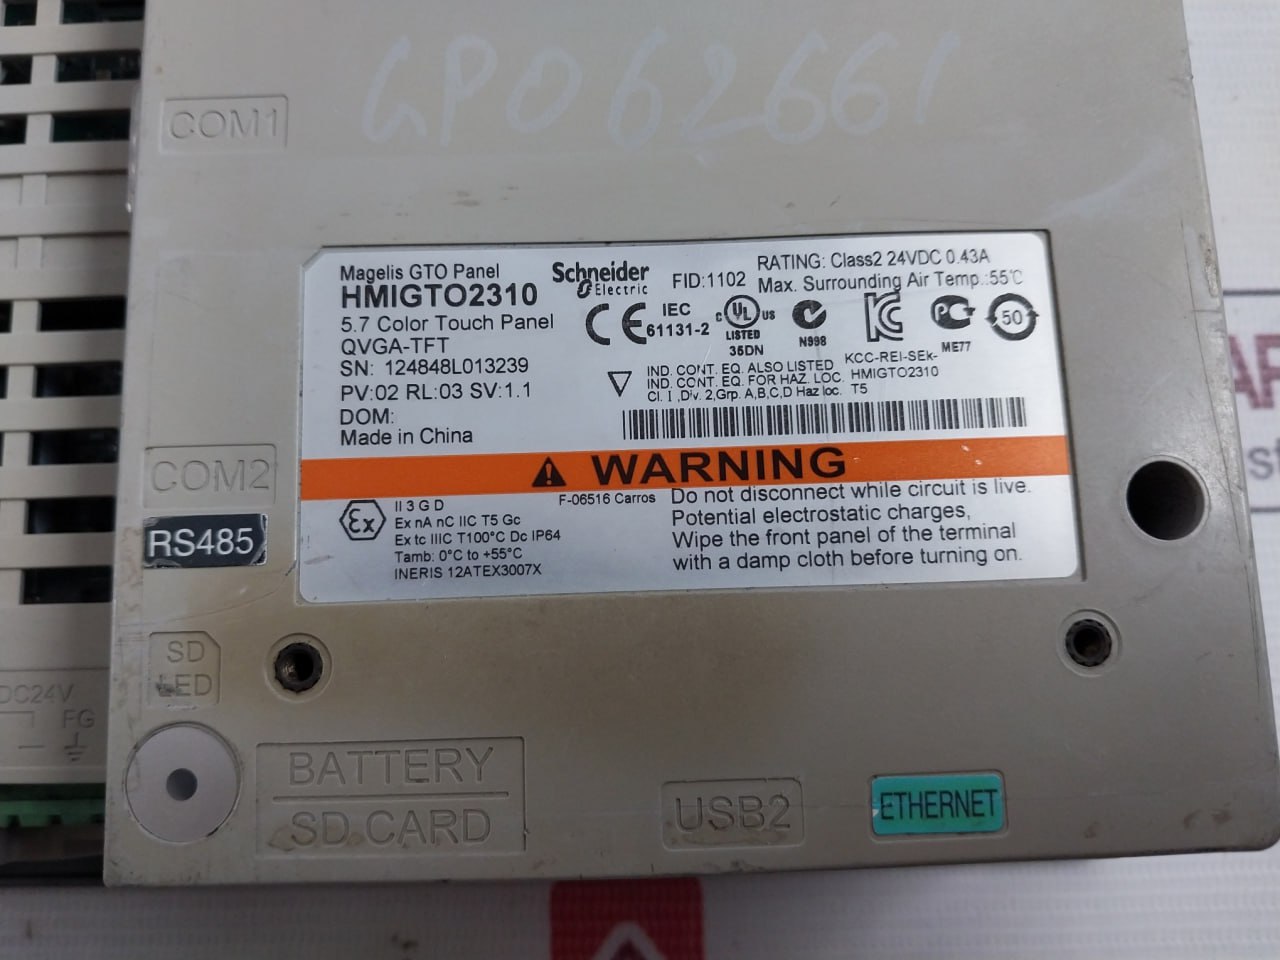 GP062661
COM1
Magelis GTO Panel
HMIGTO2310
5.7 Color Touch Panel
QVGA-TFT
SN: 124848L013239
PV:02 RL:03 SV:1.1
DOM:
Made in China
Schneider
Electric
FID:1102
RATING: Class2 24VDC 0.43A
Max. Surrounding Air Temp.:55℃
CE
IEC
61131-2
c UL us
LISTED
35DN
N998
KC
KCC-REI-SEk-
HMIGTO2310
PC
ME77
50
IND. CONT. EQ. ALSO LISTED
IND. CONT. EQ. FOR HAZ. LOC.
Cl. I ,Div. 2,Grp. A,B,C,D Haz loc. T5
WARNING
Ex
II 3 G D
Ex nA nC IIC T5 Gc
Ex tc IIIC T100°C Dc IP64
Tamb: 0°C to +55°C
INERIS 12ATEX3007X
F-06516 Carros
Do not disconnect while circuit is live.
Potential electrostatic charges,
Wipe the front panel of the terminal
with a damp cloth before turning on.
COM2
RS485
SD
LED
DC24V
FG
BATTERY
SD CARD
USB2
ETHERNET